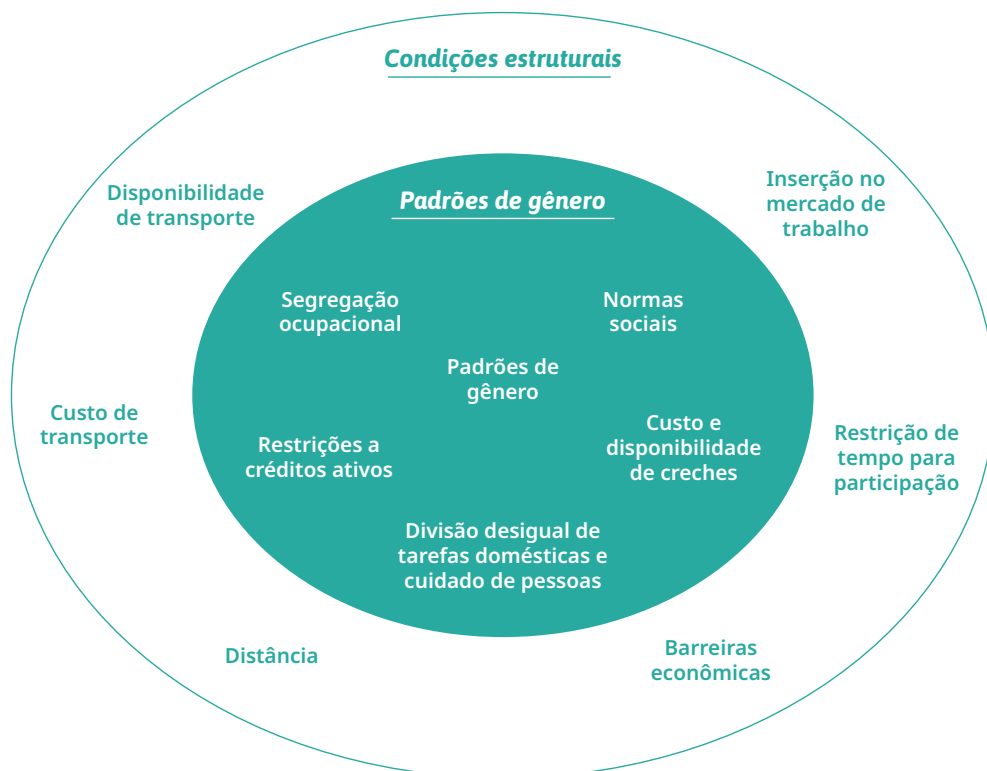 Condições estruturais
Disponibilidade
de transporte
Inserção no
mercado de
trabalho
Padrões de gênero
Segregação
ocupacional
Normas
sociais
Padrões de
gênero
Custo de
transporte
Restrições a
créditos ativos
Custo e
disponibilidade
de creches
Restrição de
tempo para
participação
Divisão desigual de
tarefas domésticas e
cuidado de pessoas
Distância
Barreiras
econômicas